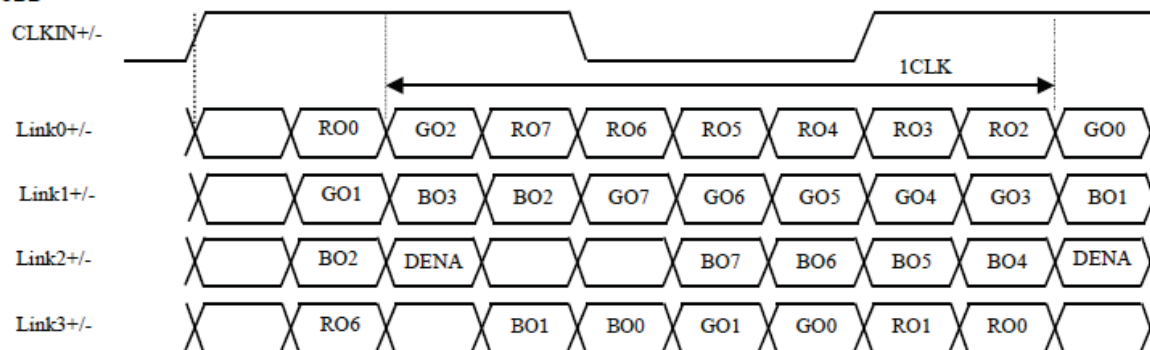 CLKIN+/-
1CLK
Link0+/- RO0 GO2 RO7 RO6 RO5 RO4 RO3 RO2 GO0
Link1+/- GO1 BO3 BO2 GO7 GO6 GO5 GO4 GO3 BO1
Link2+/- BO2 DENA BO7 BO6 BO5 BO4 DENA
Link3+/- RO6 BO1 BO0 GO1 GO0 RO1 RO0